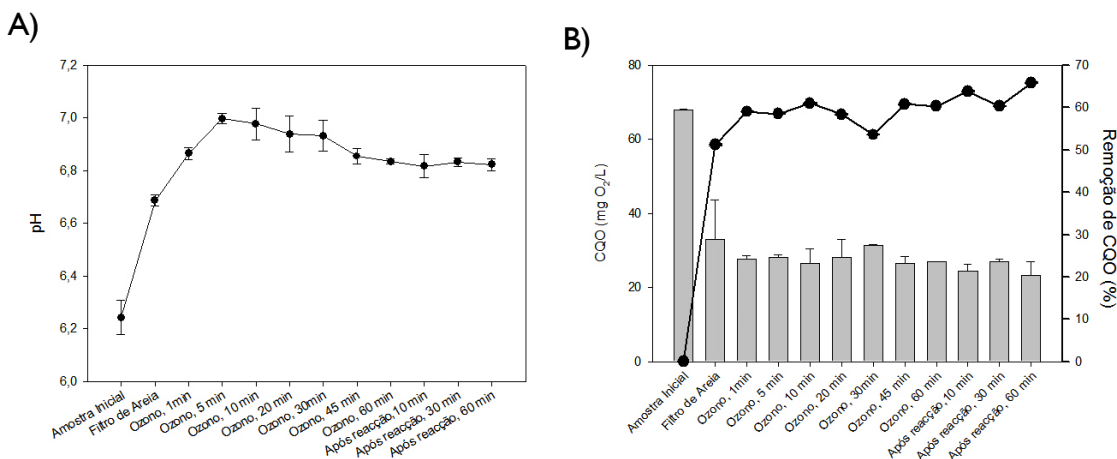 A)
7,2
7,0
6,8
6,6
6,4
6,2
6,0
pH
Amostra Inicial
Filtro de Areia
Ozono, 1min
Ozono, 5 min
Ozono, 10 min
Ozono, 20 min
Ozono, 30min
Ozono, 45 min
Ozono, 60 min
Após reacção, 10 min
Após reacção, 30 min
Após reacção, 60 min
B)
80
60
40
20
0
CQO (mg O₂/L)
70
60
50
40
30
20
10
0
Remoção de CQO (%)
Amostra Inicial
Filtro de Areia
Ozono, 1min
Ozono, 5 min
Ozono, 10 min
Ozono, 20 min
Ozono, 30min
Ozono, 45 min
Ozono, 60 min
Após reacção, 10 min
Após reacção, 30 min
Após reacção, 60 min